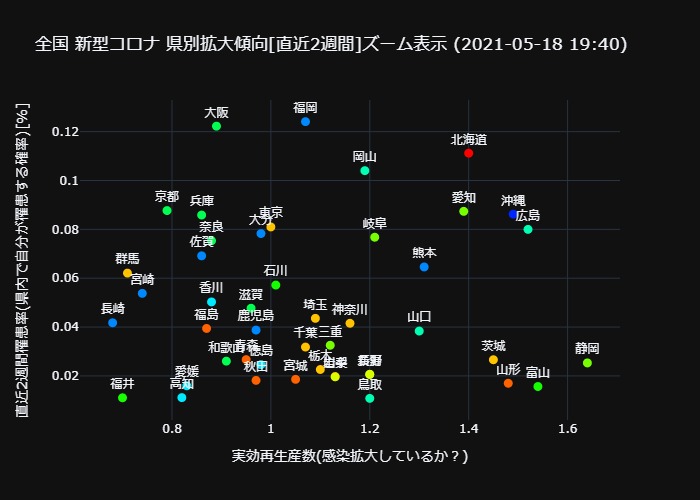 全国 新型コロナ 県別拡大傾向[直近2週間]ズーム表示 (2021-05-18 19:40)
直近2週間罹患率(県内で自分が罹患する確率)[%]
0.12
0.1
0.08
0.06
0.04
0.02
大阪
福岡
北海道
岡山
京都
兵庫
愛知
沖縄
広島
東京
大分
奈良
岐阜
佐賀
熊本
群馬
宮崎
石川
香川
滋賀
長崎
福島
鹿児島
埼玉
神奈川
山口
和歌山
青森
徳島
千葉
三重
栃木
茨城
静岡
愛媛
高知
秋田
宮城
長野
鳥取
山形
富山
福井
0.8
1
1.2
1.4
1.6
実効再生産数(感染拡大しているか？)